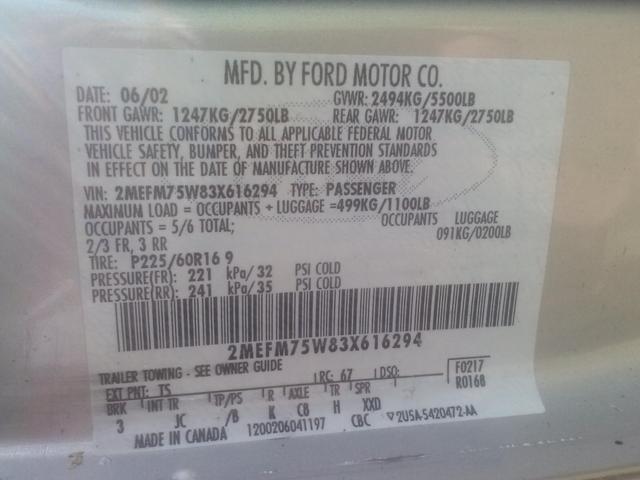 MFD. BY FORD MOTOR CO.
DATE: 06/02 GVWR: 2494KG/5500LB
FRONT GAWR: 1247KG/2750LB REAR GAWR: 1247KG/2750LB
THIS VEHICLE CONFORMS TO ALL APPLICABLE FEDERAL MOTOR
VEHICLE SAFETY, BUMPER, AND THEFT PREVENTION STANDARDS
IN EFFECT ON THE DATE OF MANUFACTURE SHOWN ABOVE.
VIN: 2MEFM75W83X616294 TYPE: PASSENGER
MAXIMUM LOAD = OCCUPANTS + LUGGAGE =499KG/1100LB
OCCUPANTS = 5/6 TOTAL; OCCUPANTS LUGGAGE
2/3 FR, 3 RR 091KG/0200LB
TIRE: P225/60R16 9
PRESSURE(FR): 221 kPa/32 PSI COLD
PRESSURE(RR): 241 kPa/35 PSI COLD
2MEFM75W83X616294
TRAILER TOWING - SEE OWNER GUIDE
EXT PNT: TS RC: 67 DSO: F0217
BRK INT TR TP/PS R AXLE TR SPR R0168
3 JC /B K C8 H XXD
MADE IN CANADA 1200206041197 CBC ▽2U5A-5420472-AA